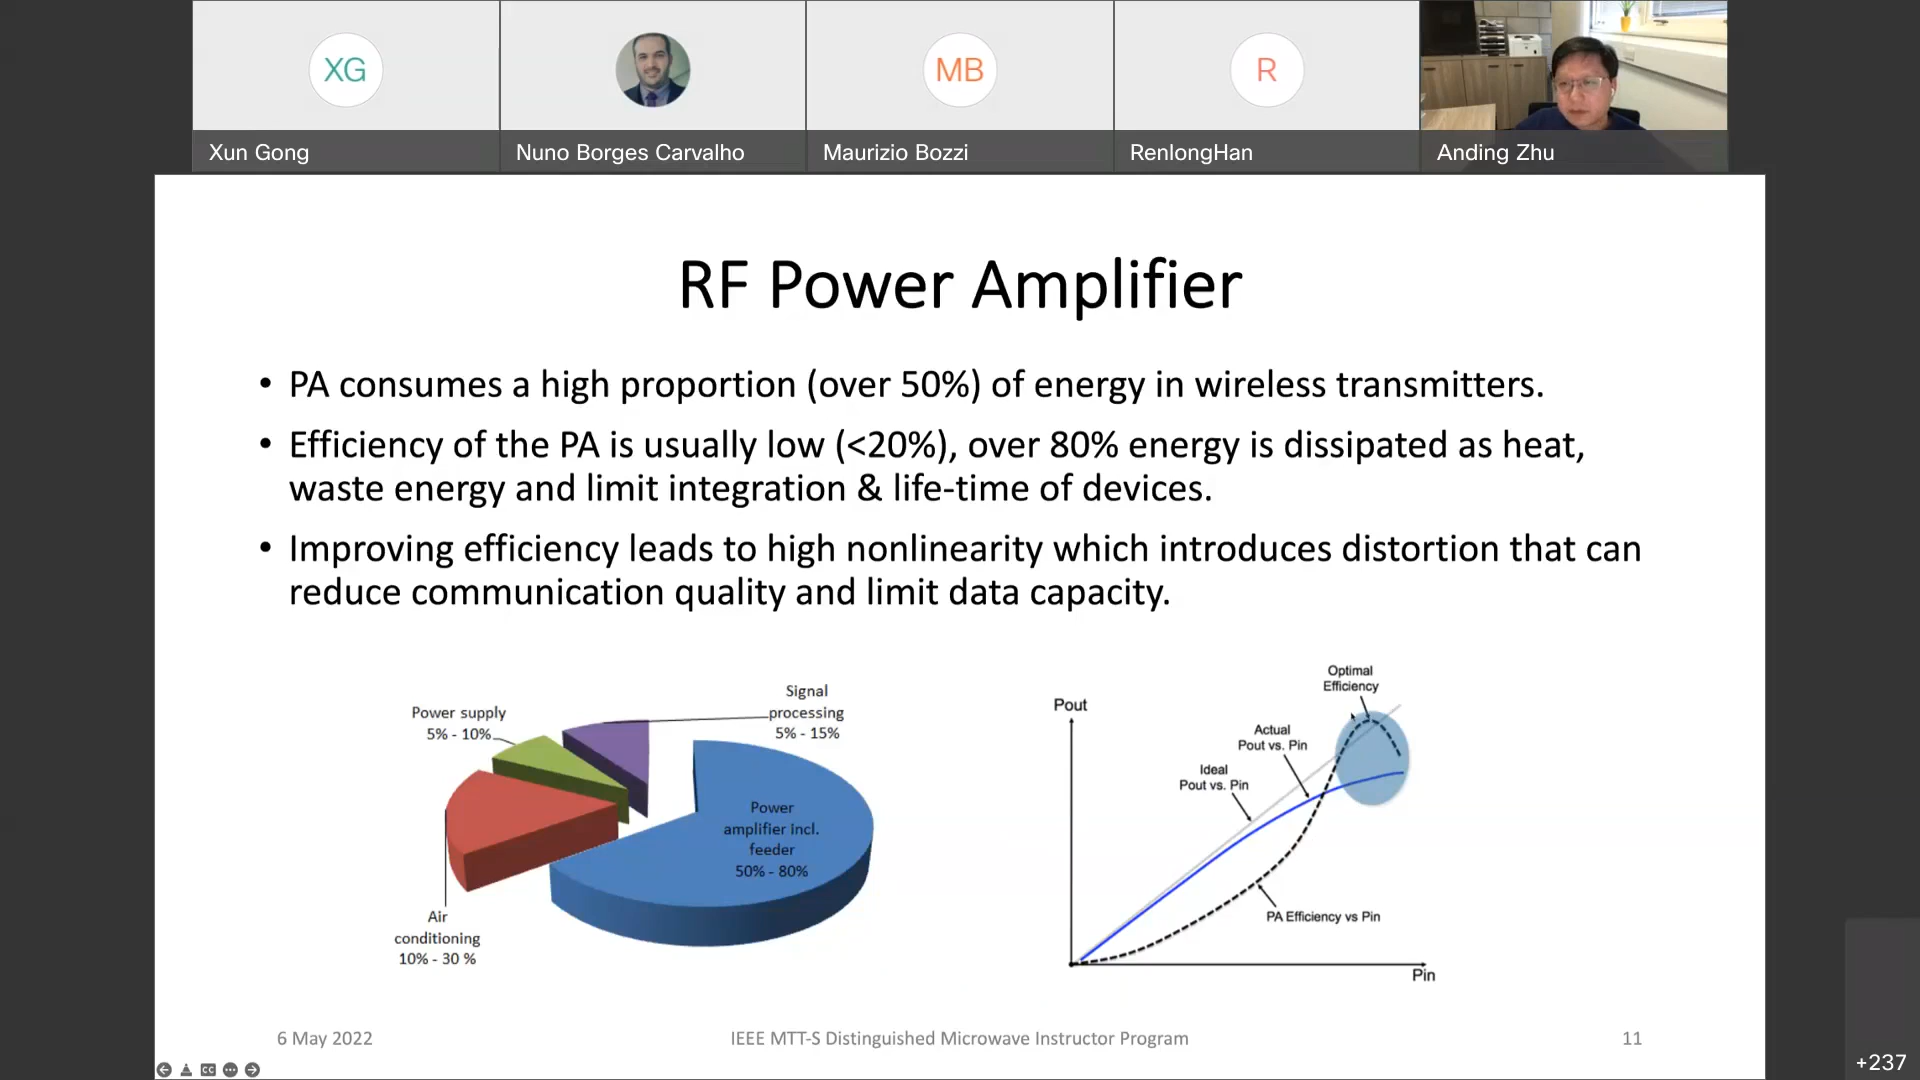 XG
MB
R
Xun Gong
Nuno Borges Carvalho
Maurizio Bozzi
RenlongHan
Anding Zhu
RF Power Amplifier
• PA consumes a high proportion (over 50%) of energy in wireless transmitters.
• Efficiency of the PA is usually low (<20%), over 80% energy is dissipated as heat,
waste energy and limit integration & life-time of devices.
• Improving efficiency leads to high nonlinearity which introduces distortion that can
reduce communication quality and limit data capacity.
Power supply
5% - 10%
Signal
processing
5% - 15%
Power
amplifier incl.
feeder
50% - 80%
Air
conditioning
10% - 30 %
Pout
Optimal
Efficiency
Actual
Pout vs. Pin
Ideal
Pout vs. Pin
PA Efficiency vs Pin
Pin
6 May 2022
IEEE MTT-S Distinguished Microwave Instructor Program
11
CC
+237